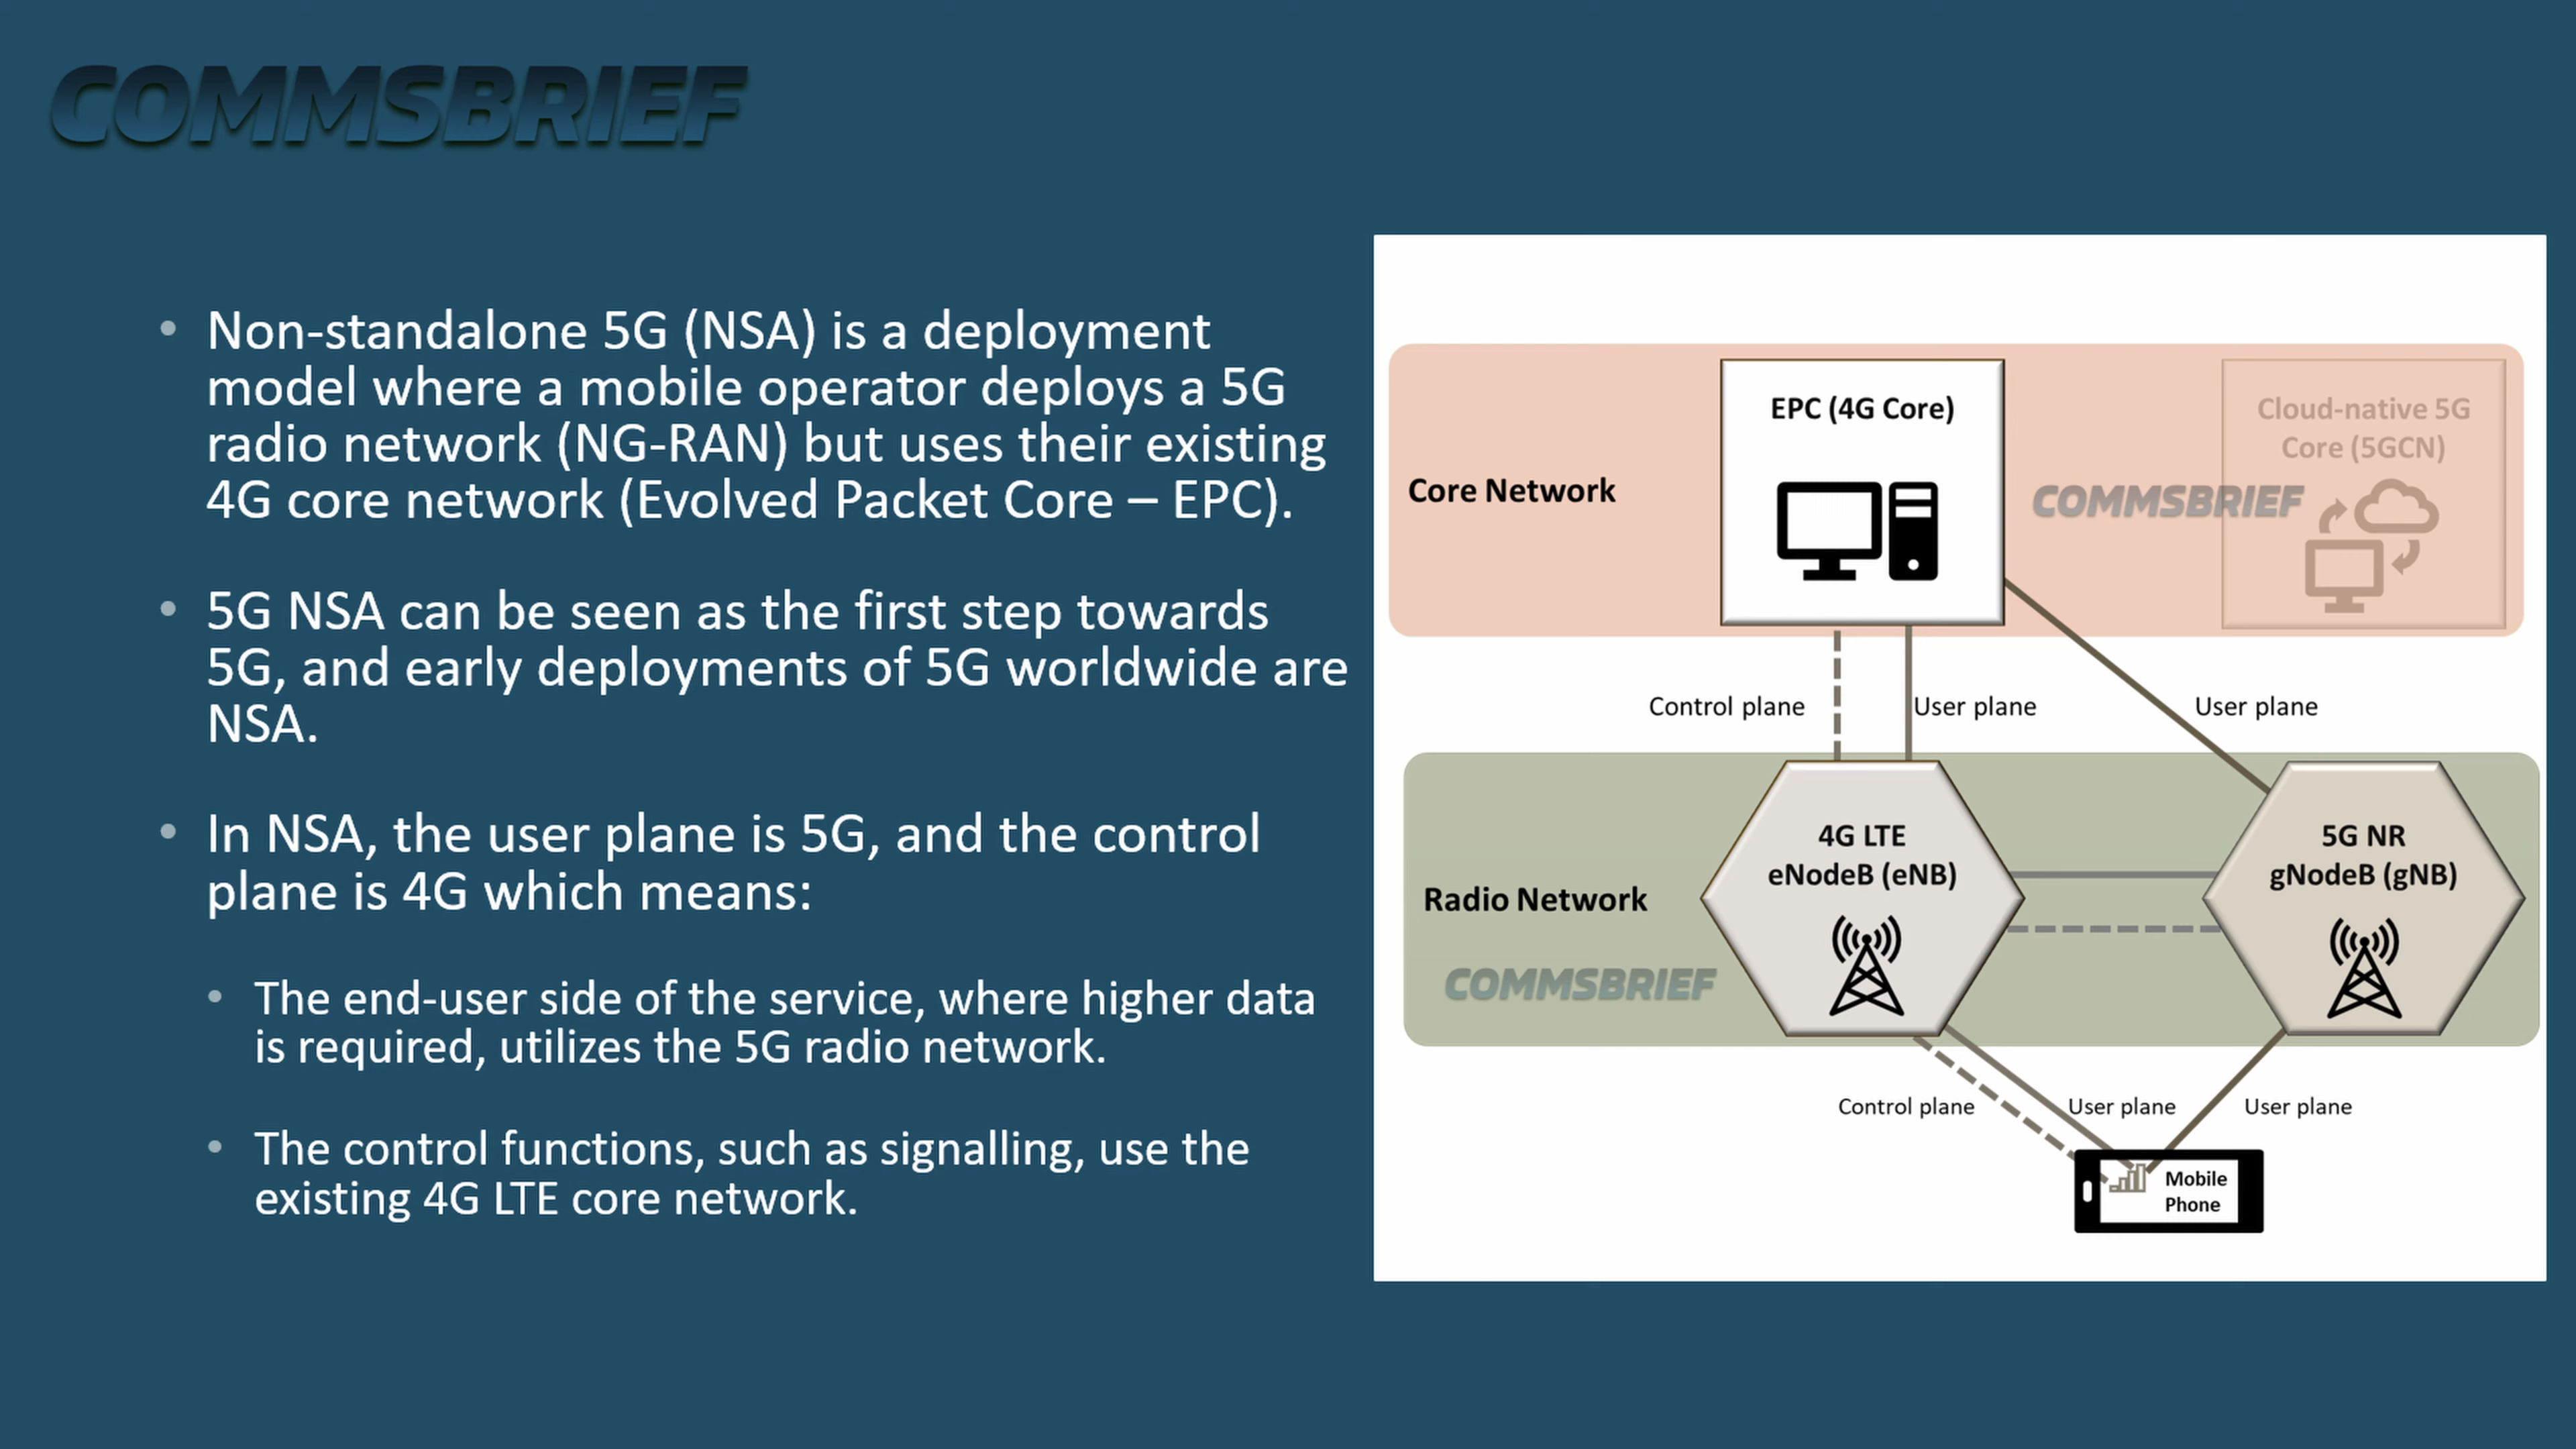 COMMSBRIEF
• Non-standalone 5G (NSA) is a deployment
model where a mobile operator deploys a 5G
radio network (NG-RAN) but uses their existing
4G core network (Evolved Packet Core – EPC).
• 5G NSA can be seen as the first step towards
5G, and early deployments of 5G worldwide are
NSA.
• In NSA, the user plane is 5G, and the control
plane is 4G which means:
• The end-user side of the service, where higher data
is required, utilizes the 5G radio network.
• The control functions, such as signalling, use the
existing 4G LTE core network.
Core Network
EPC (4G Core)
COMMSBRIEF
Cloud-native 5G
Core (5GCN)
Control plane
User plane
User plane
Radio Network
COMMSBRIEF
4G LTE
eNodeB (eNB)
5G NR
gNodeB (gNB)
Control plane
User plane
User plane
Mobile
Phone